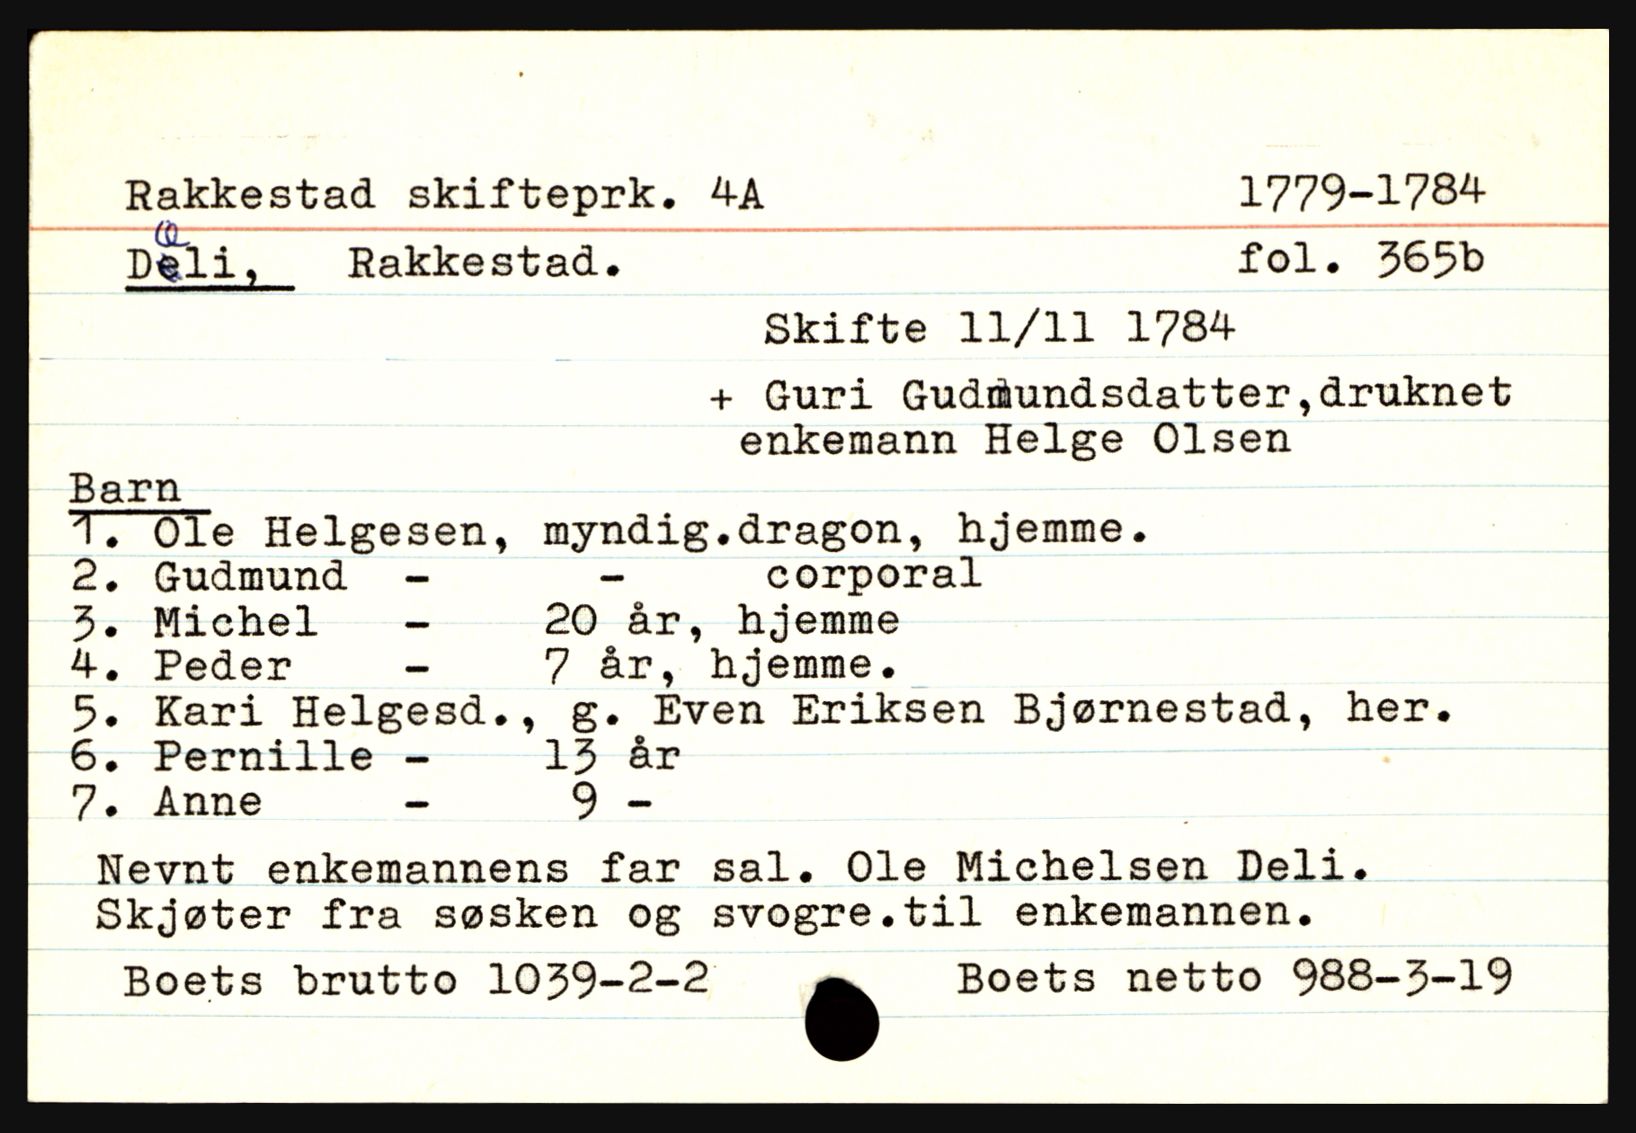 Rakkestad skifteprk. 4A 1779-1784
Deli, Rakkestad. fol. 365b
Skifte 11/11 1784
+ Guri Gudmundsdatter,druknet
enkemann Helge Olsen
Barn
1. Ole Helgesen, myndig.dragon, hjemme.
2. Gudmund - - corporal
3. Michel - 20 år, hjemme
4. Peder - 7 år, hjemme.
5. Kari Helgesd., g. Even Eriksen Bjørnestad, her.
6. Pernille - 13 år
7. Anne - 9 -
Nevnt enkemannens far sal. Ole Michelsen Deli.
Skjøter fra søsken og svogre.til enkemannen.
Boets brutto 1039-2-2 Boets netto 988-3-19